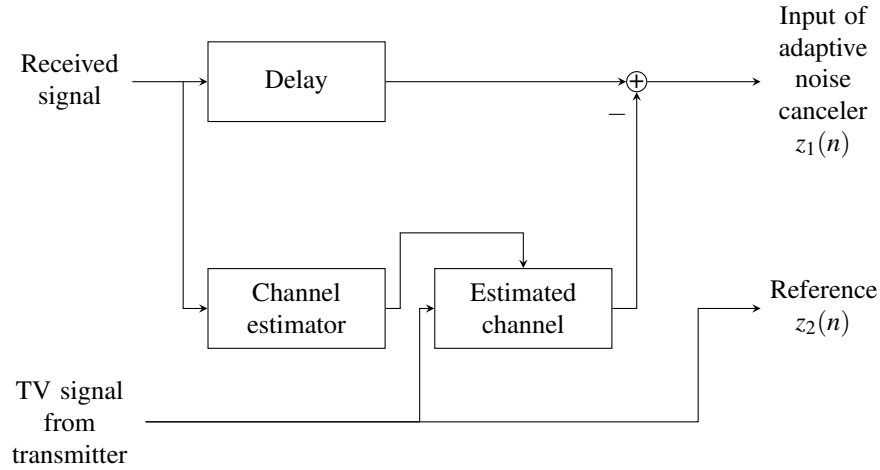 Received
signal
Delay
+
−
Input of
adaptive
noise
canceler
z₁(n)
Channel
estimator
Estimated
channel
Reference
z₂(n)
TV signal
from
transmitter